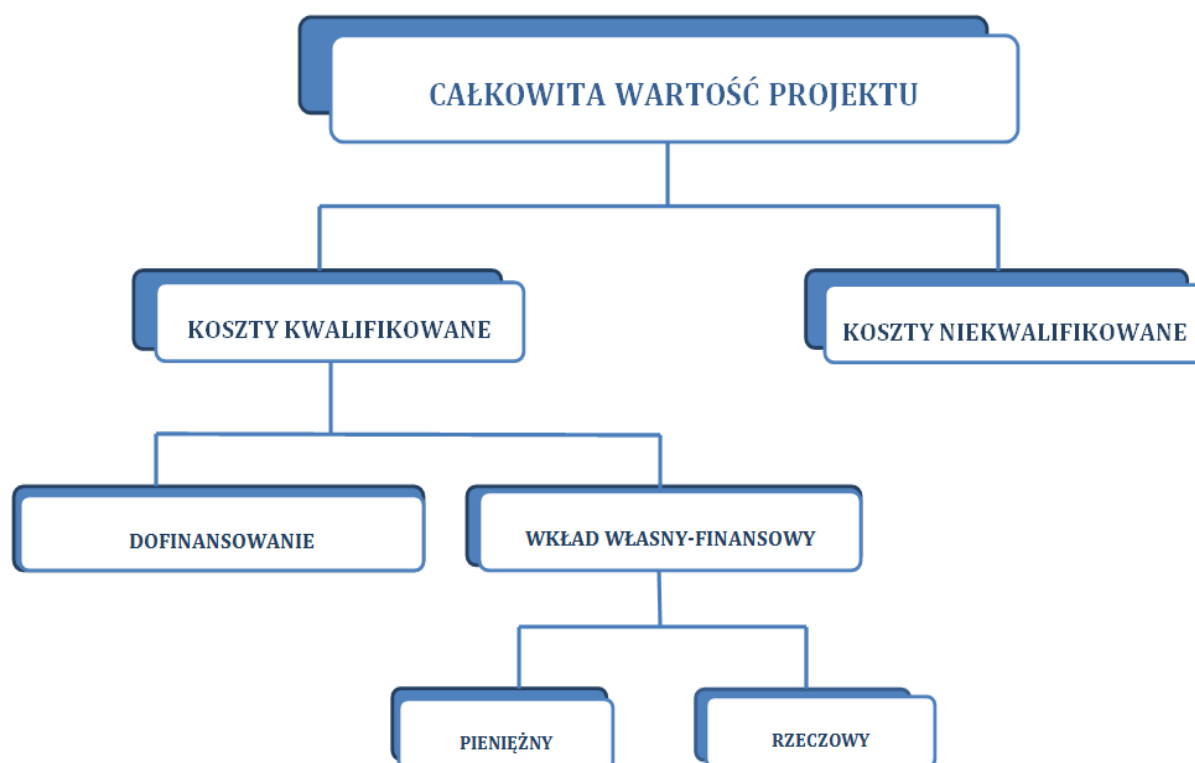 CAŁKOWITA WARTOŚĆ PROJEKTU
KOSZTY KWALIFIKOWANE
KOSZTY NIEKWALIFIKOWANE
DOFINANSOWANIE
WKŁAD WŁASNY-FINANSOWY
PIENIĘŻNY
RZECZOWY